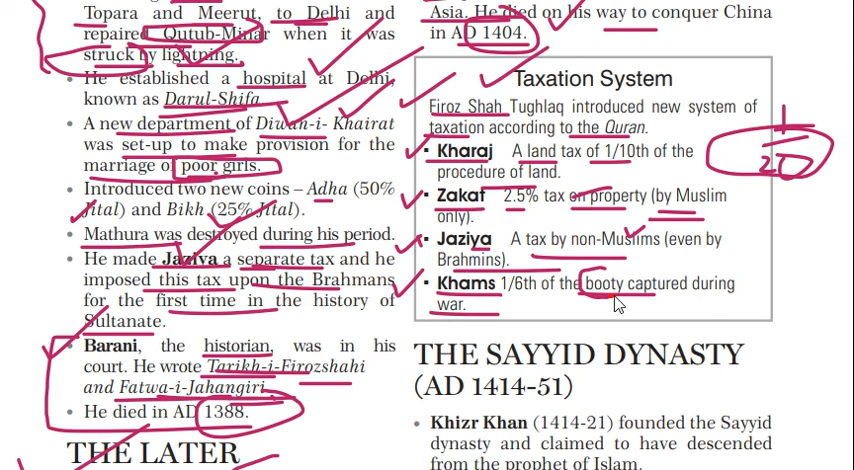 Topara and Meerut, to Delhi and
repaired Qutub-Minar when it was
struck by lightning.
He established a hospital at Delhi,
known as Darul-Shifa.
• A new department of Diwan-i- Khairat
was set-up to make provision for the
marriage of poor girls.
• Introduced two new coins – Adha (50%
Jital) and Bikh (25% Jital).
• Mathura was destroyed during his period.
• He made Jaziya a separate tax and he
imposed this tax upon the Brahmans
for the first time in the history of
Sultanate.
• Barani, the historian, was in his
court. He wrote Tarikh-i-Firozshahi
and Fatwa-i-Jahangiri.
• He died in AD 1388.
THE LATER
Asia. He died on his way to conquer China
in AD 1404.
Taxation System
Firoz Shah Tughlaq introduced new system of
taxation according to the Quran.
▪ Kharaj A land tax of 1/10th of the
procedure of land.
▪ Zakat 2.5% tax on property (by Muslim
only).
▪ Jaziya A tax by non-Muslims (even by
Brahmins).
▪ Khams 1/6th of the booty captured during
war.
THE SAYYID DYNASTY
(AD 1414-51)
• Khizr Khan (1414-21) founded the Sayyid
dynasty and claimed to have descended
from the prophet of Islam.